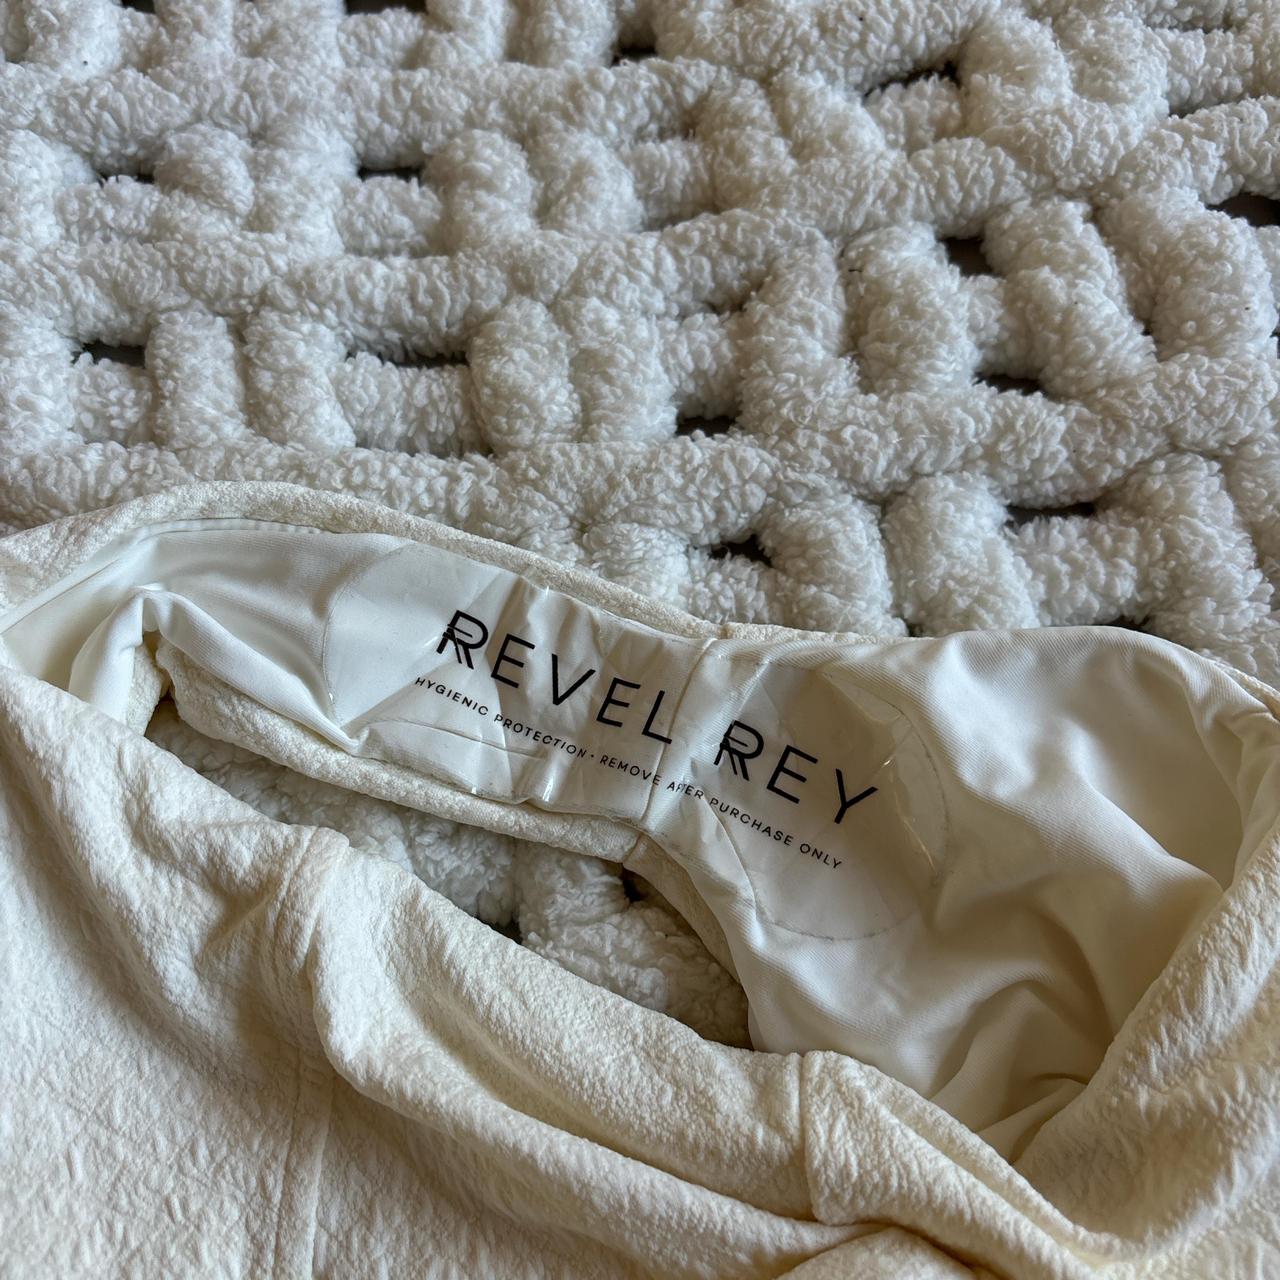 REVEL REY
HYGIENIC PROTECTION • REMOVE AFTER PURCHASE ONLY